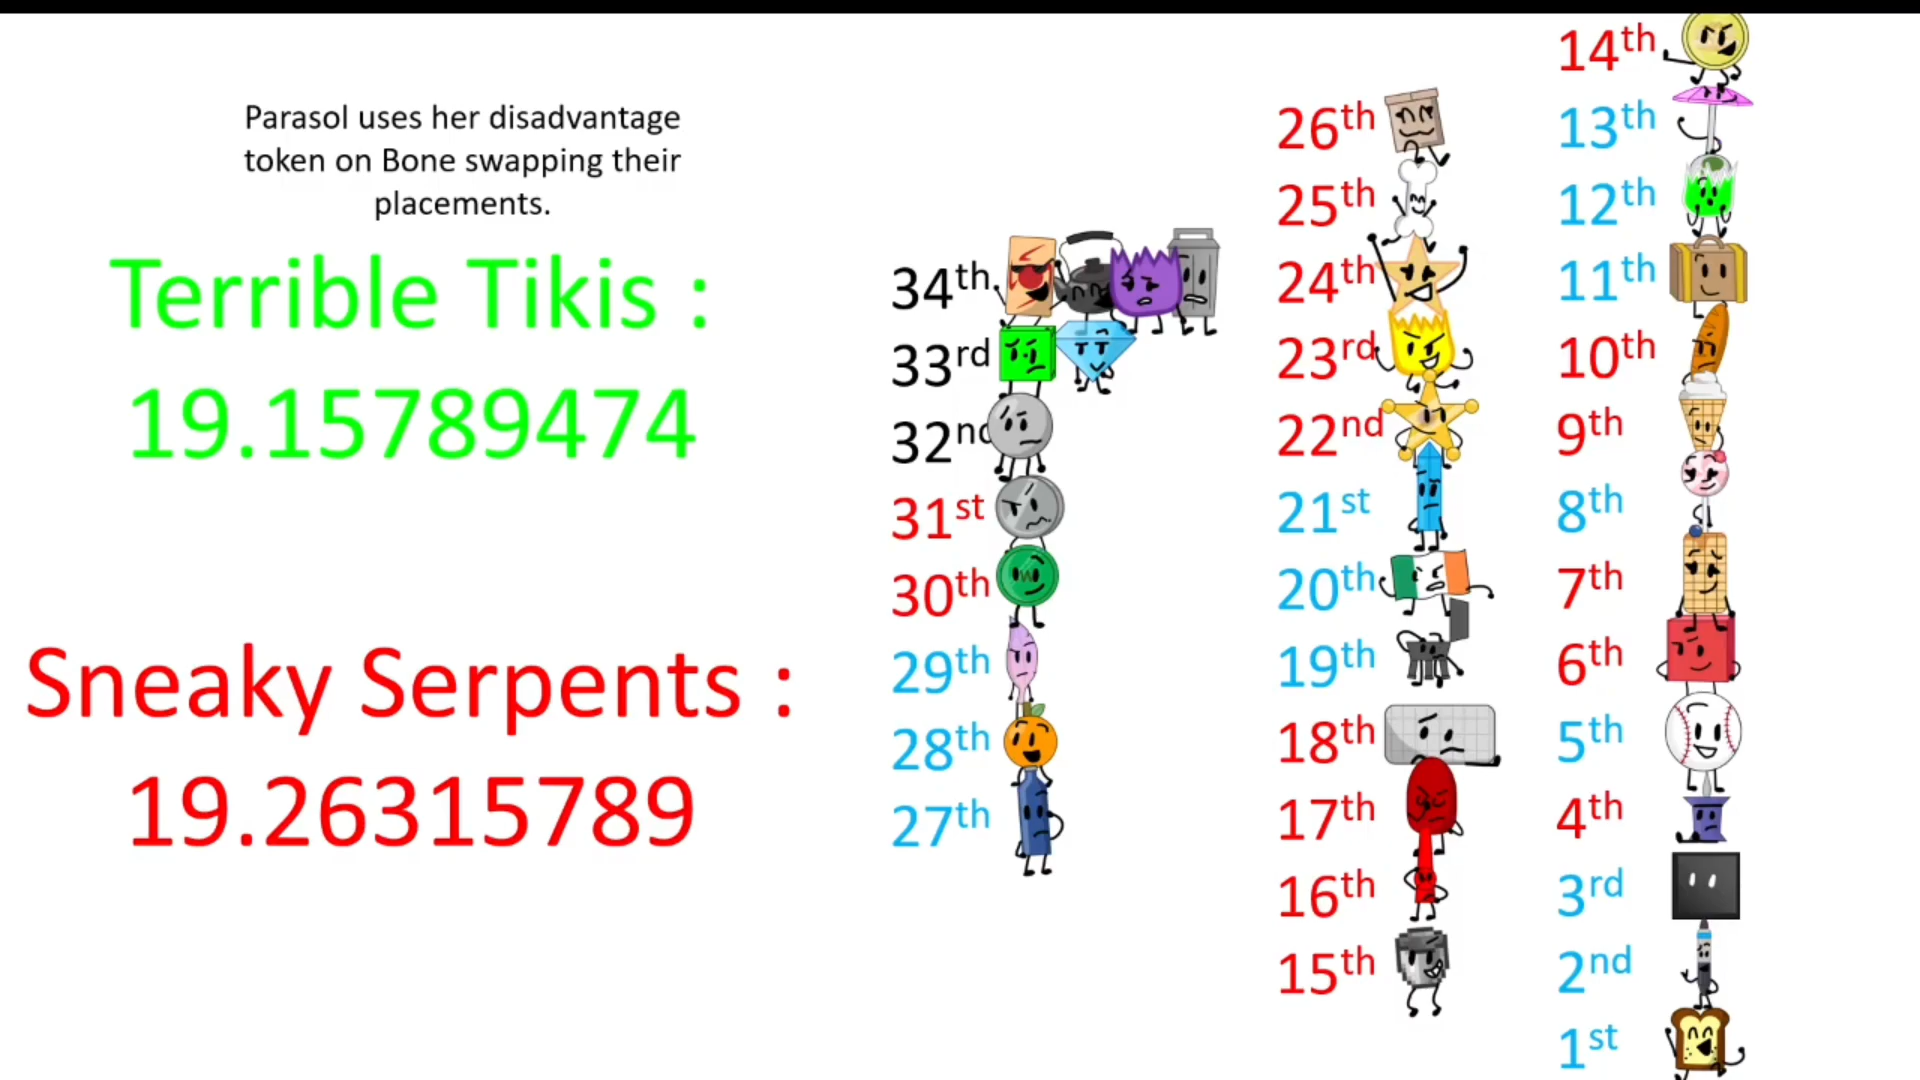 Parasol uses her disadvantage
token on Bone swapping their
placements.
Terrible Tikis :
19.15789474
Sneaky Serpents :
19.26315789
34th
33rd
32nd
31st
30th
W
29th
28th
27th
26th
25th
24th
23rd
22nd
21st
20th
19th
18th
17th
16th
15th
14th
13th
12th
11th
10th
9th
8th
7th
6th
5th
4th
3rd
2nd
1st